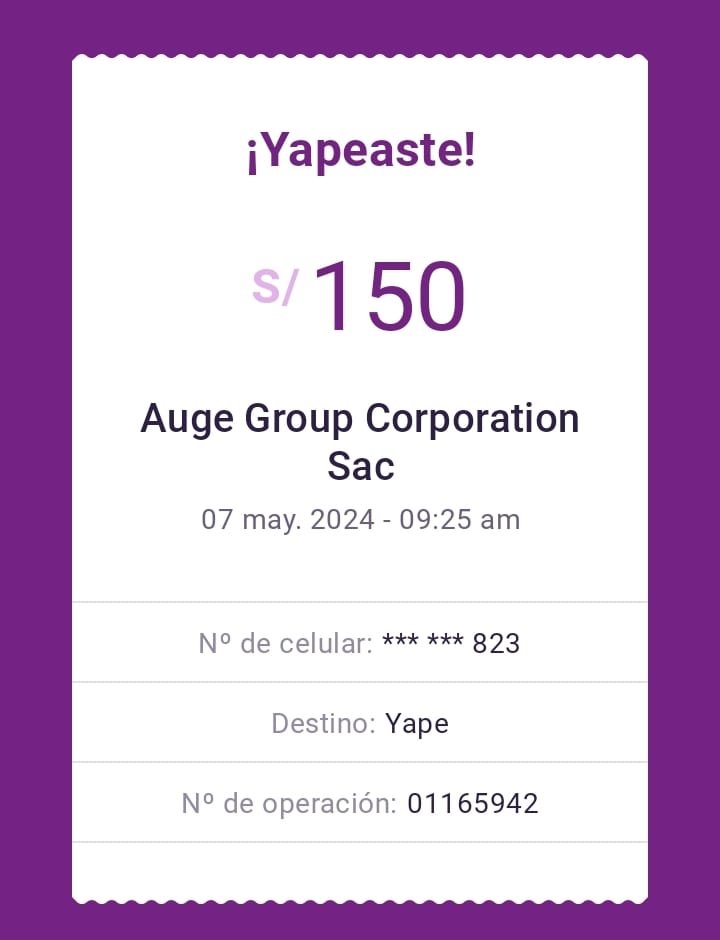 ¡Yapeaste!
S/ 150
Auge Group Corporation
Sac
07 may. 2024 - 09:25 am
Nº de celular: *** *** 823
Destino: Yape
Nº de operación: 01165942